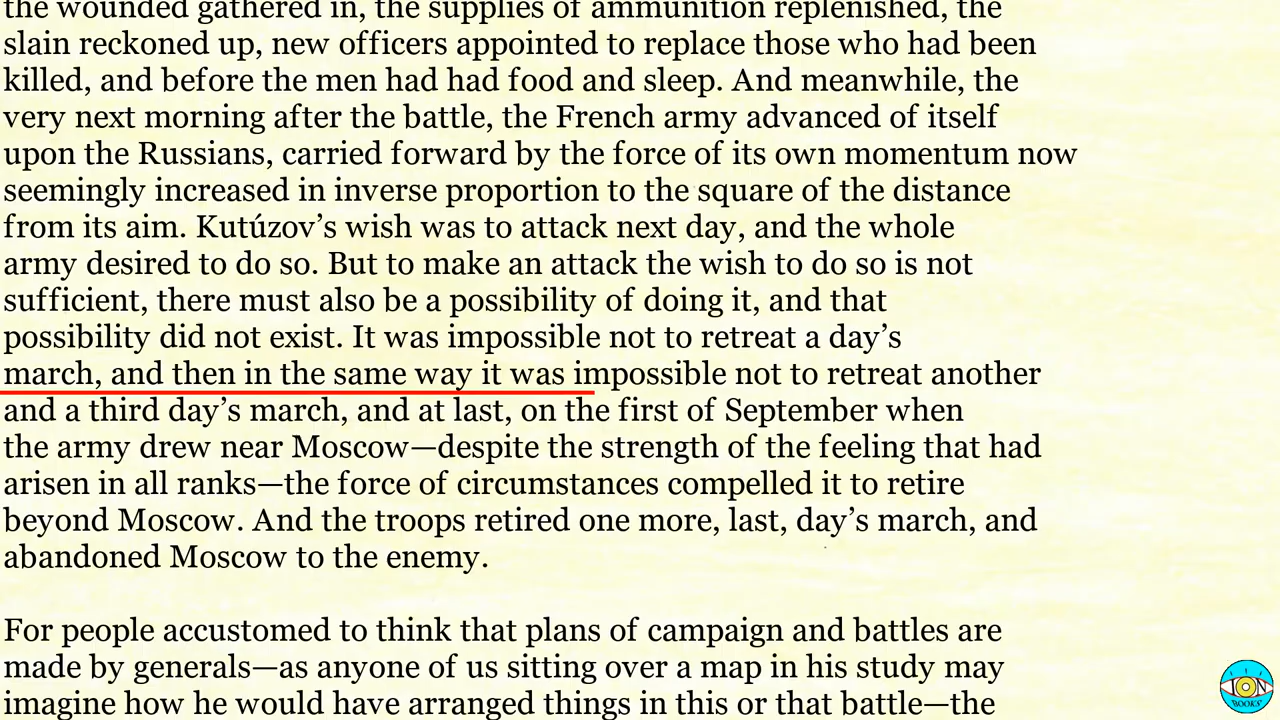 the wounded gathered in, the supplies of ammunition replenished, the
slain reckoned up, new officers appointed to replace those who had been
killed, and before the men had had food and sleep. And meanwhile, the
very next morning after the battle, the French army advanced of itself
upon the Russians, carried forward by the force of its own momentum now
seemingly increased in inverse proportion to the square of the distance
from its aim. Kutúzov’s wish was to attack next day, and the whole
army desired to do so. But to make an attack the wish to do so is not
sufficient, there must also be a possibility of doing it, and that
possibility did not exist. It was impossible not to retreat a day’s
march, and then in the same way it was impossible not to retreat another
and a third day’s march, and at last, on the first of September when
the army drew near Moscow—despite the strength of the feeling that had
arisen in all ranks—the force of circumstances compelled it to retire
beyond Moscow. And the troops retired one more, last, day’s march, and
abandoned Moscow to the enemy.
For people accustomed to think that plans of campaign and battles are
made by generals—as anyone of us sitting over a map in his study may
imagine how he would have arranged things in this or that battle—the
ION
BOOKS